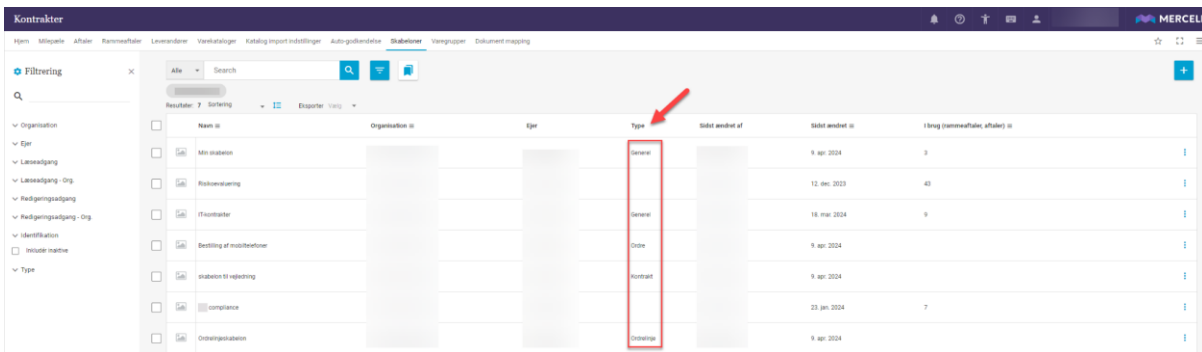 Kontrakter
MERCELL
Hjem Milepæle Aftaler Rammeaftaler Leverandører Varekataloger Katalog import indstillinger Auto-godkendelse Skabeloner Varegrupper Dokument mapping
Filtrering
Alle Search
Resultater: 7 Sortering Eksporter Vælg
Organisation
Ejer
Læseadgang
Læseadgang - Org.
Redigeringsadgang
Redigeringsadgang - Org.
Identifikation
Inkludér inaktive
Type
Navn Organisation Ejer Type Sidst ændret af Sidst ændret I brug (rammeaftaler, aftaler)
Min skabelon Generel 9. apr. 2024 3
Risikoevaluering 12. dec. 2023 43
IT-kontrakter Generel 18. mar. 2024 9
Bestilling af mobiltelefoner Ordre 9. apr. 2024
skabelon til vejledning Kontrakt 9. apr. 2024
compliance 23. jan. 2024 7
Ordrelinjeskabelon Ordrelinje 9. apr. 2024